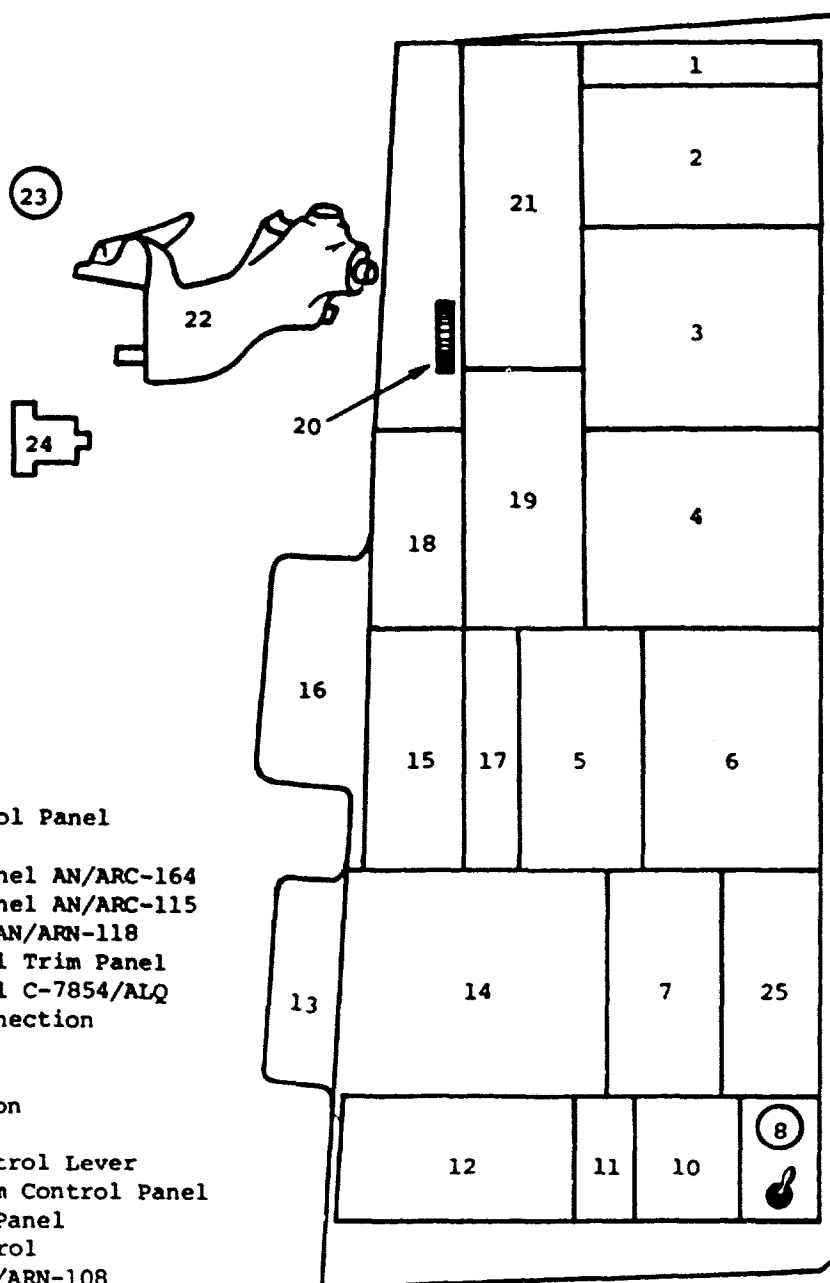 1
2
21
23
22
3
20
24
19
4
18
16
15
17
5
6
ol Panel
nel AN/ARC-164
nel AN/ARC-115
AN/ARN-118
l Trim Panel
l C-7854/ALQ
nection
13
14
7
25
on
8
trol Lever
m Control Panel
Panel
rol
/ARN-108
12
11
10